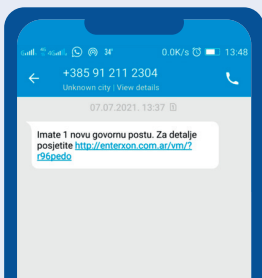 34°
0.0K/s
13:48
+385 91 211 2304
Unknown city | View details
07.07.2021. 13:37
Imate 1 novu govornu postu. Za detalje
posjetite http://enterxon.com.ar/vm/?
r96pedo